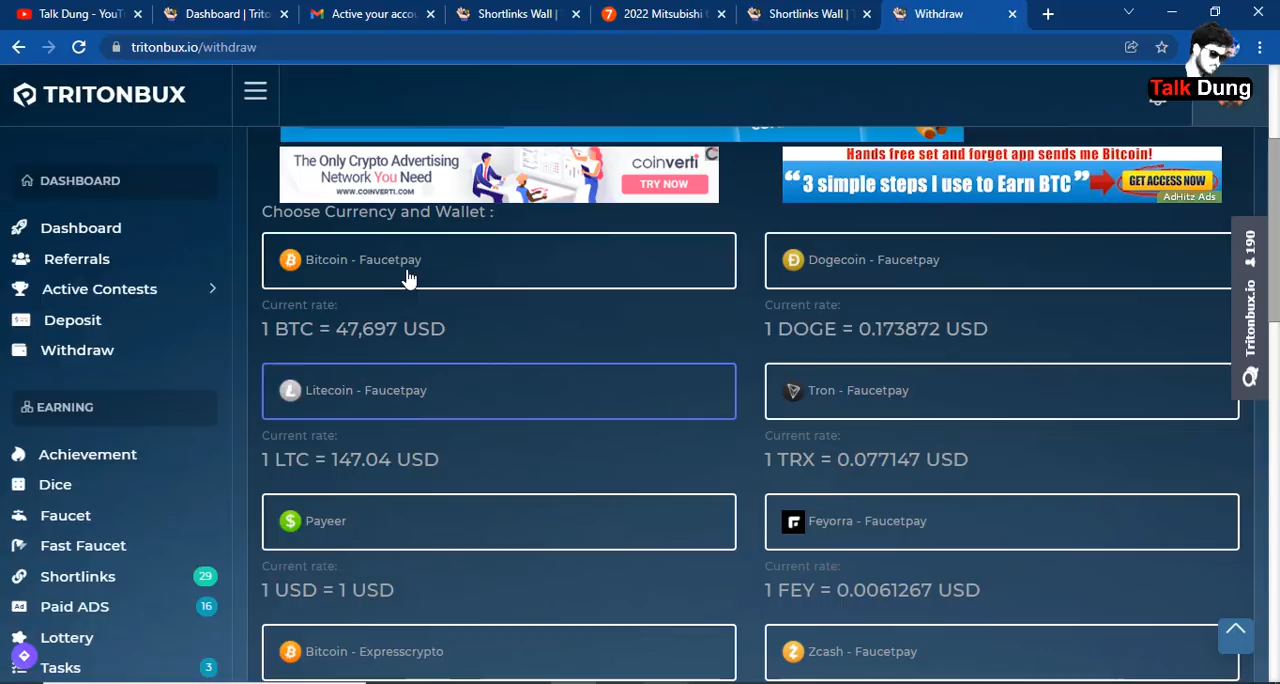 Talk Dung - YouT
Dashboard | Trito
Active your accou
Shortlinks Wall | T
2022 Mitsubishi
Shortlinks Wall | T
Withdraw
tritonbux.io/withdraw
Talk Dung
TRITONBUX
The Only Crypto Advertising
Network You Need
WWW.COINVERTI.COM
coinverti
TRY NOW
Hands free set and forget app sends me Bitcoin!
“3 simple steps I use to Earn BTC”
GET ACCESS NOW
AdHitz Ads
DASHBOARD
Dashboard
Referrals
Active Contests
Deposit
Withdraw
EARNING
Achievement
Dice
Faucet
Fast Faucet
Shortlinks 29
Paid ADS 16
Lottery
Tasks 3
Choose Currency and Wallet :
Bitcoin - Faucetpay
Dogecoin - Faucetpay
Current rate:
Current rate:
1 BTC = 47,697 USD
1 DOGE = 0.173872 USD
Litecoin - Faucetpay
Tron - Faucetpay
Current rate:
Current rate:
1 LTC = 147.04 USD
1 TRX = 0.077147 USD
Payeer
Feyorra - Faucetpay
Current rate:
Current rate:
1 USD = 1 USD
1 FEY = 0.0061267 USD
Bitcoin - Expresscrypto
Zcash - Faucetpay
Tritonbux.io 190